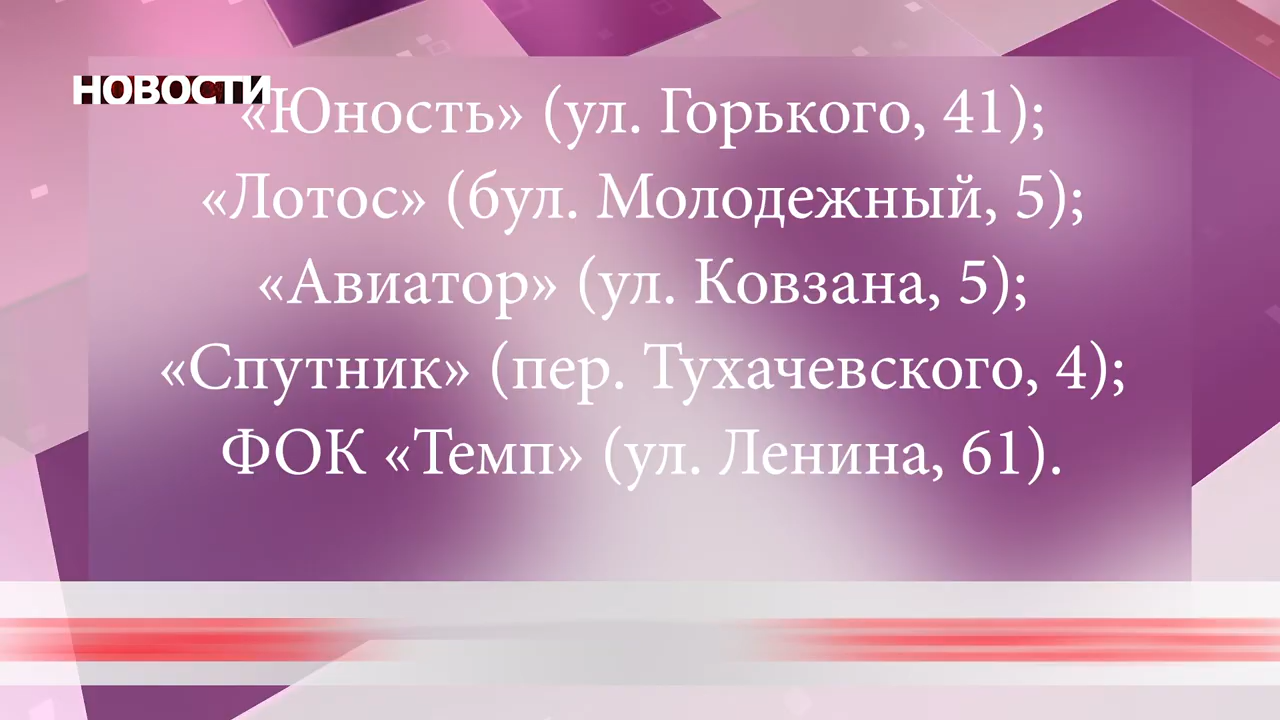 НОВОСТИ
«Юность» (ул. Горького, 41);
«Лотос» (бул. Молодежный, 5);
«Авиатор» (ул. Ковзана, 5);
«Спутник» (пер. Тухачевского, 4);
ФОК «Темп» (ул. Ленина, 61).